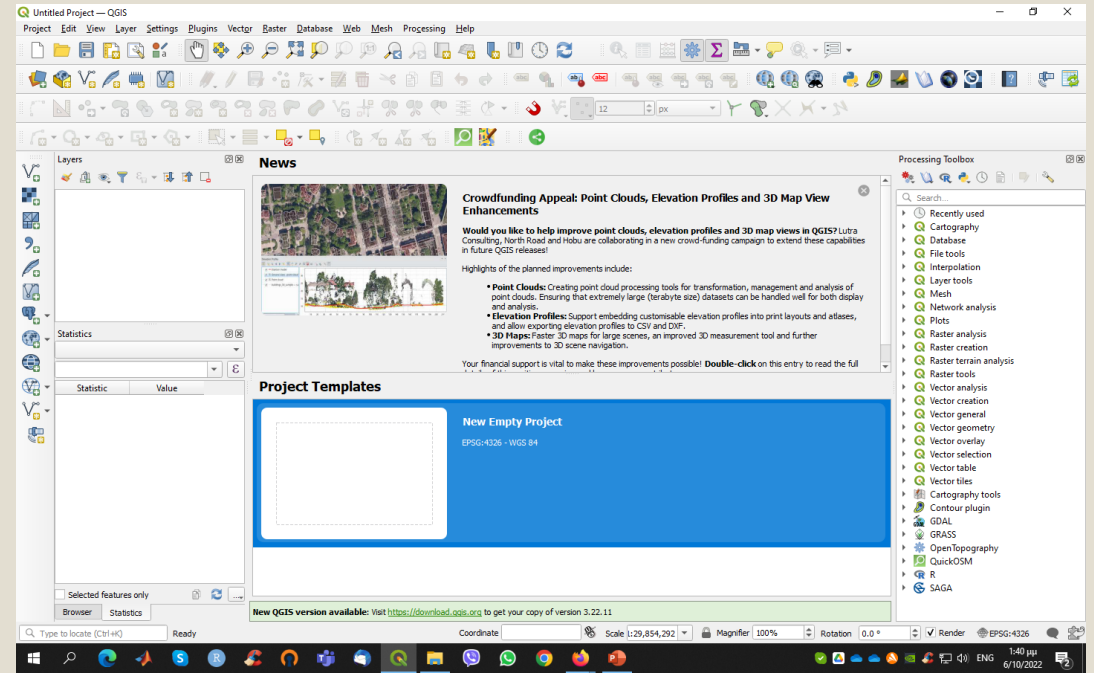 Untitled Project — QGIS
Project Edit View Layer Settings Plugins Vector Raster Database Web Mesh Processing Help
abc
abc
12 px
Layers
News
Processing Toolbox
Crowdfunding Appeal: Point Clouds, Elevation Profiles and 3D Map View
Enhancements
Would you like to help improve point clouds, elevation profiles and 3D map views in QGIS? Lutra
Consulting, North Road and Hobu are collaborating in a new crowd-funding campaign to extend these capabilities
in future QGIS releases!
Highlights of the planned improvements include:
• Point Clouds: Creating point cloud processing tools for transformation, management and analysis of
point clouds. Ensuring that extremely large (terabyte size) datasets can be handled well for both display
and analysis.
• Elevation Profiles: Support embedding customisable elevation profiles into print layouts and atlases,
and allow exporting elevation profiles to CSV and DXF.
• 3D Maps: Faster 3D maps for large scenes, an improved 3D measurement tool and further
improvements to 3D scene navigation.
Your financial support is vital to make these improvements possible! Double-click on this entry to read the full
Search...
Recently used
Cartography
Database
File tools
Interpolation
Layer tools
Mesh
Network analysis
Plots
Raster analysis
Raster creation
Raster terrain analysis
Raster tools
Vector analysis
Vector creation
Vector general
Vector geometry
Vector overlay
Vector selection
Vector table
Vector tiles
Cartography tools
Contour plugin
GDAL
GRASS
OpenTopography
QuickOSM
R
SAGA
Statistics
ε
Statistic Value
Project Templates
New Empty Project
EPSG:4326 - WGS 84
Selected features only
...
Browser Statistics
New QGIS version available: Visit https://download.qgis.org to get your copy of version 3.22.11
Type to locate (Ctrl+K) Ready Coordinate Scale 1:29,854,292 Magnifier 100% Rotation 0.0 ° Render EPSG:4326
ENG
1:40 μμ
6/10/2022